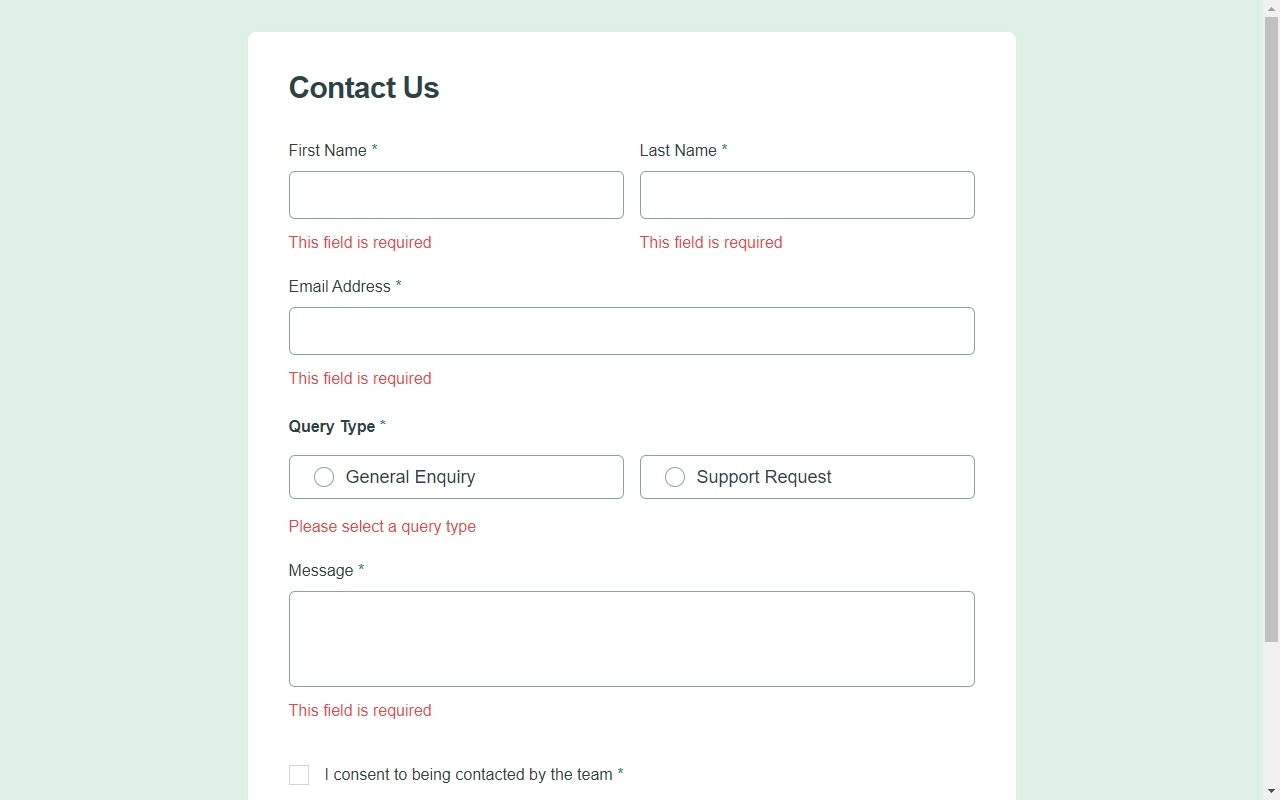 Contact Us
First Name * Last Name *
This field is required This field is required
Email Address *
This field is required
Query Type *
General Enquiry Support Request
Please select a query type
Message *
This field is required
I consent to being contacted by the team *